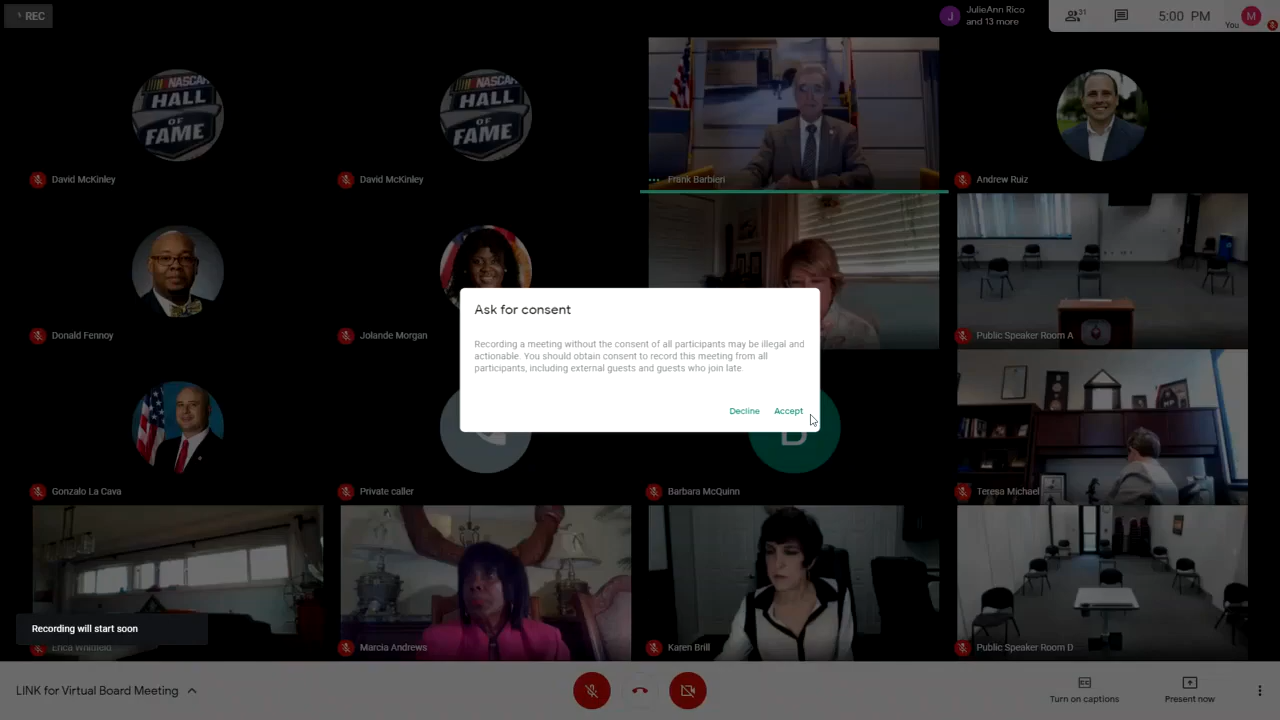 REC
JulieAnn Rico
and 13 more
31
5:00 PM
You
M
J
NASCAR
HALL
OF
FAME
NASCAR
HALL
OF
FAME
David McKinley
David McKinley
Frank Barbieri
Andrew Ruiz
Donald Fennoy
Jolande Morgan
Public Speaker Room A
Ask for consent
Recording a meeting without the consent of all participants may be illegal and
actionable. You should obtain consent to record this meeting from all
participants, including external guests and guests who join late.
Decline
Accept
B
Gonzalo La Cava
Private caller
Barbara McQuinn
Teresa Michael
Recording will start soon
Erica Whitfield
Marcia Andrews
Karen Brill
Public Speaker Room D
LINK for Virtual Board Meeting
Turn on captions
Present now